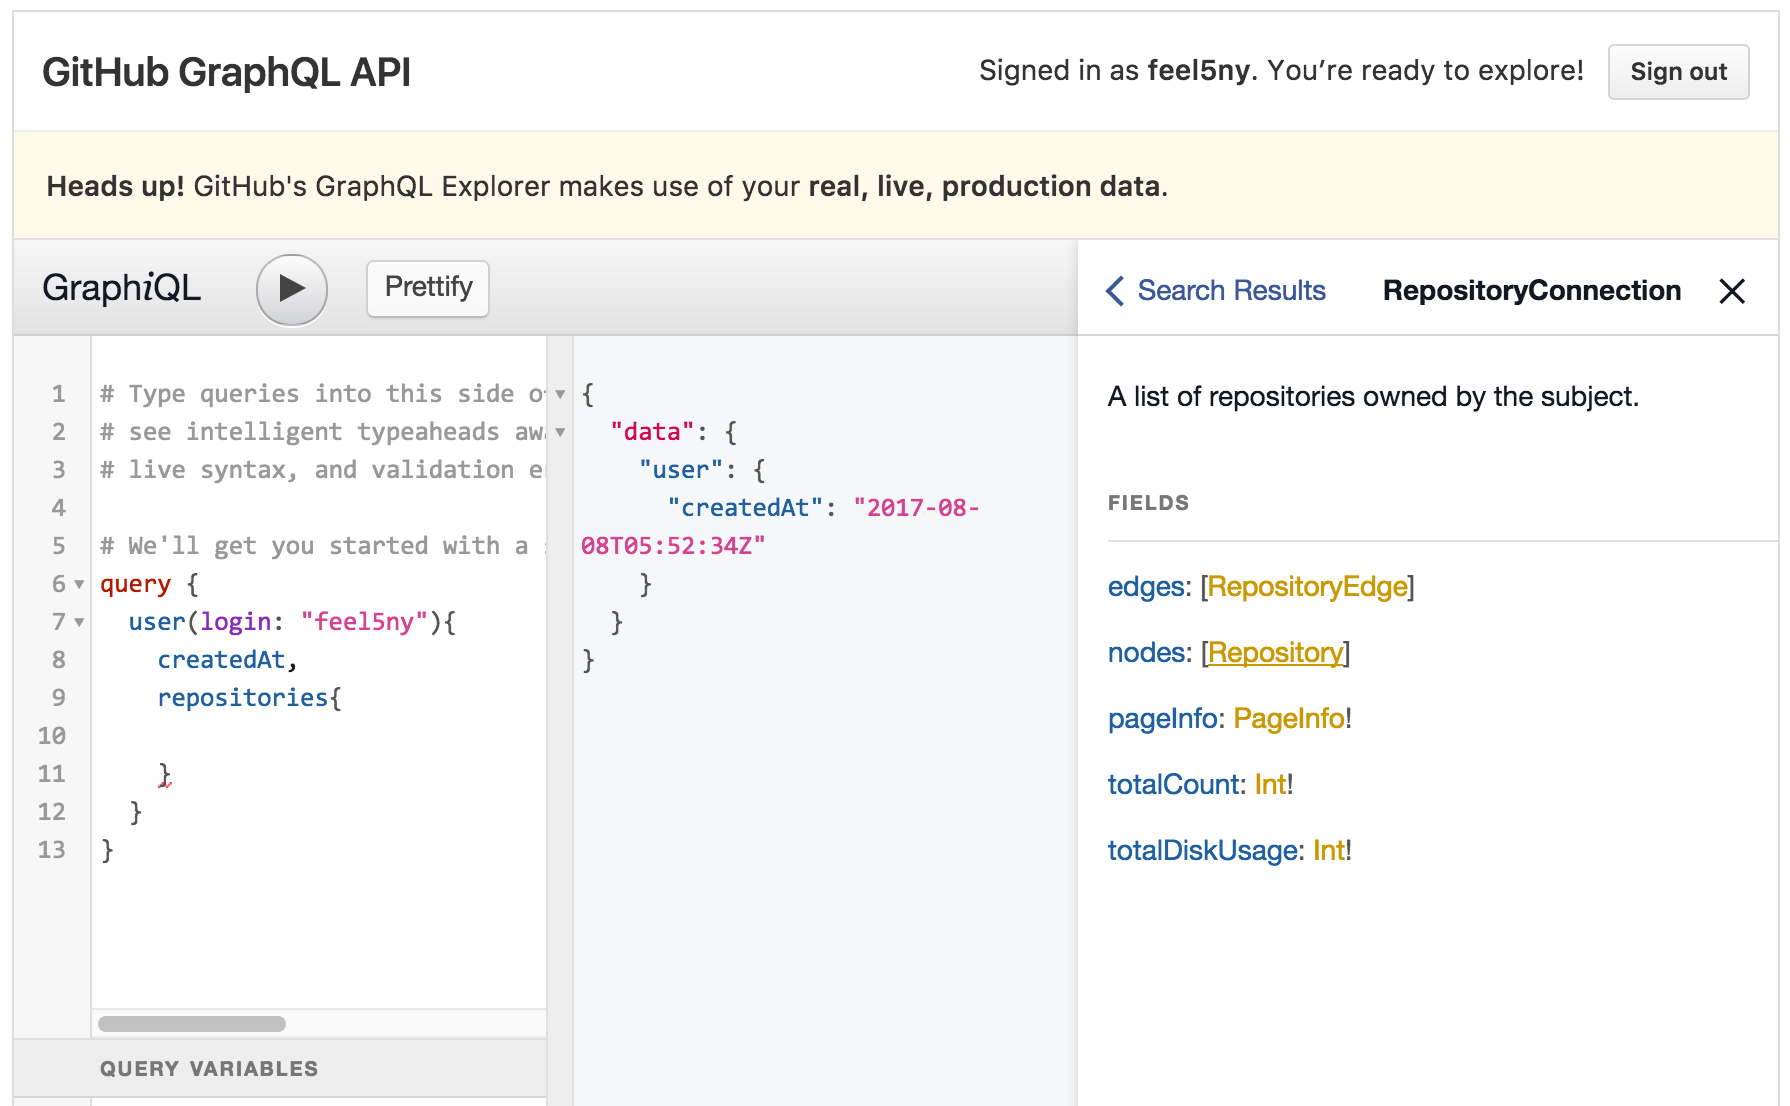 GitHub GraphQL API
Signed in as feel5ny. You’re ready to explore!
Sign out
Heads up! GitHub's GraphQL Explorer makes use of your real, live, production data.
GraphiQL
Prettify
Search Results
RepositoryConnection
1 # Type queries into this side
2 # see intelligent typeaheads
3 # live syntax, and validation
4
5 # We'll get you started with a
6 query {
7 user(login: "feel5ny"){
8 createdAt,
9 repositories{
10
11 }
12 }
13 }
QUERY VARIABLES
{
"data": {
"user": {
"createdAt": "2017-08-
08T05:52:34Z"
}
}
}
A list of repositories owned by the subject.
FIELDS
edges: [RepositoryEdge]
nodes: [Repository]
pageInfo: PageInfo!
totalCount: Int!
totalDiskUsage: Int!